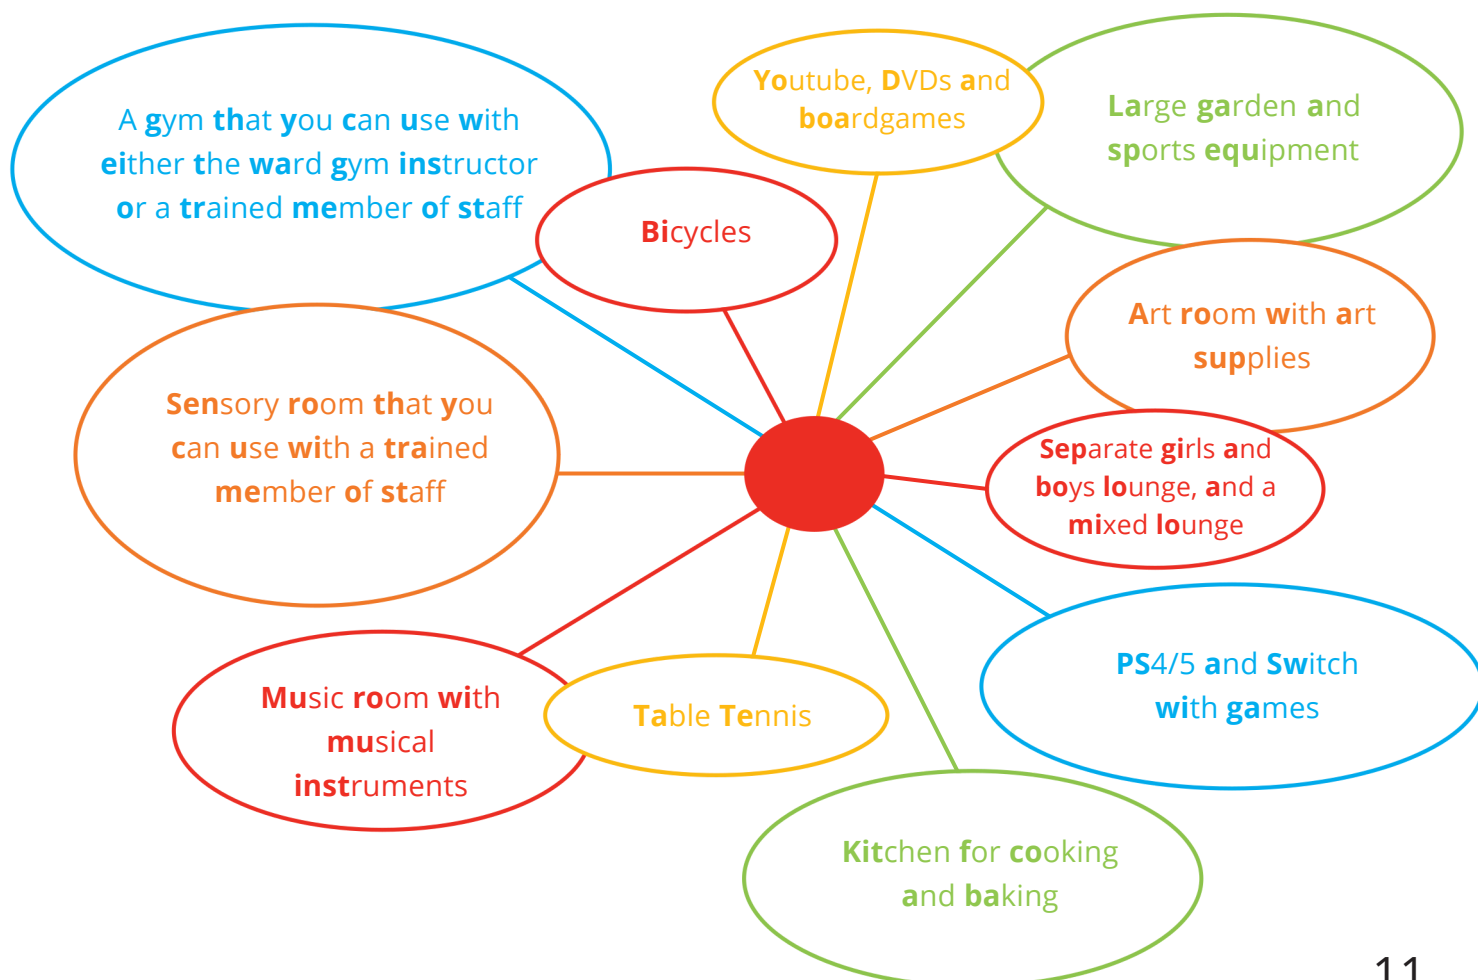 A gym that you can use with
either the ward gym instructor
or a trained member of staff
Youtube, DVDs and
boardgames
Large garden and
sports equipment
Bicycles
Art room with art
supplies
Sensory room that you
can use with a trained
member of staff
Separate girls and
boys lounge, and a
mixed lounge
PS4/5 and Switch
with games
Music room with
musical
instruments
Table Tennis
Kitchen for cooking
and baking
11